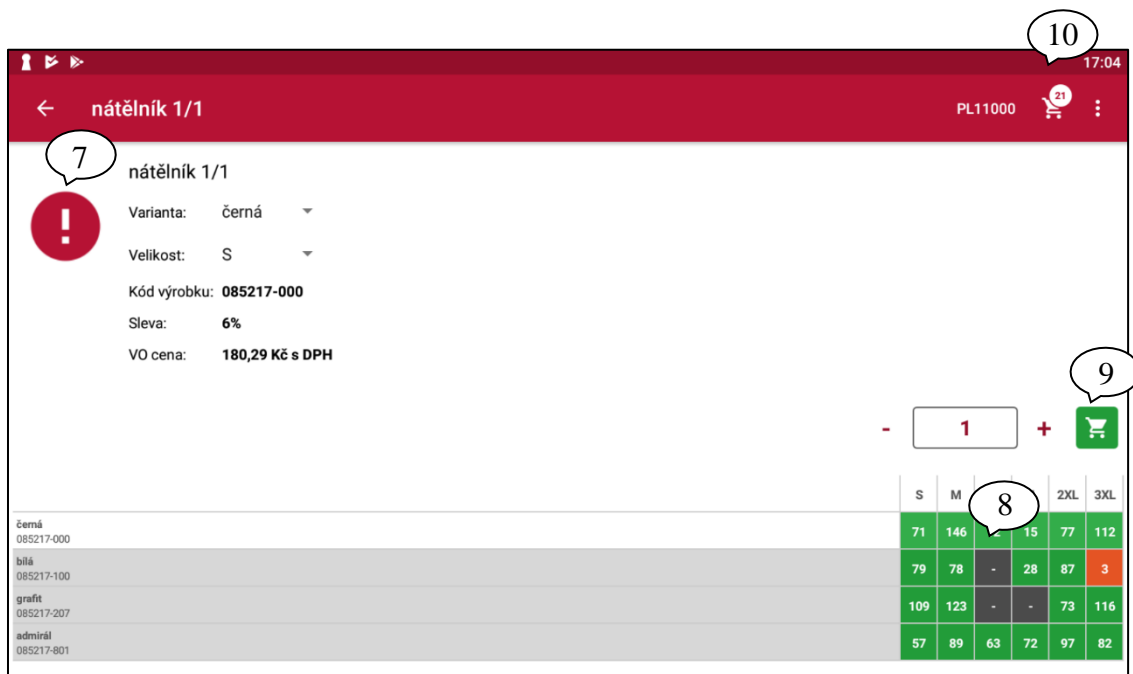 10
17:04
nátělník 1/1
PL11000
21
7
nátělník 1/1
Varianta: černá
Velikost: S
Kód výrobku: 085217-000
Sleva: 6%
VO cena: 180,29 Kč s DPH
9
- 1 +
S M 2XL 3XL
8
černá
085217-000
71 146 15 77 112
bílá
085217-100
79 78 - 28 87 3
grafit
085217-207
109 123 - - 73 116
admirál
085217-801
57 89 63 72 97 82